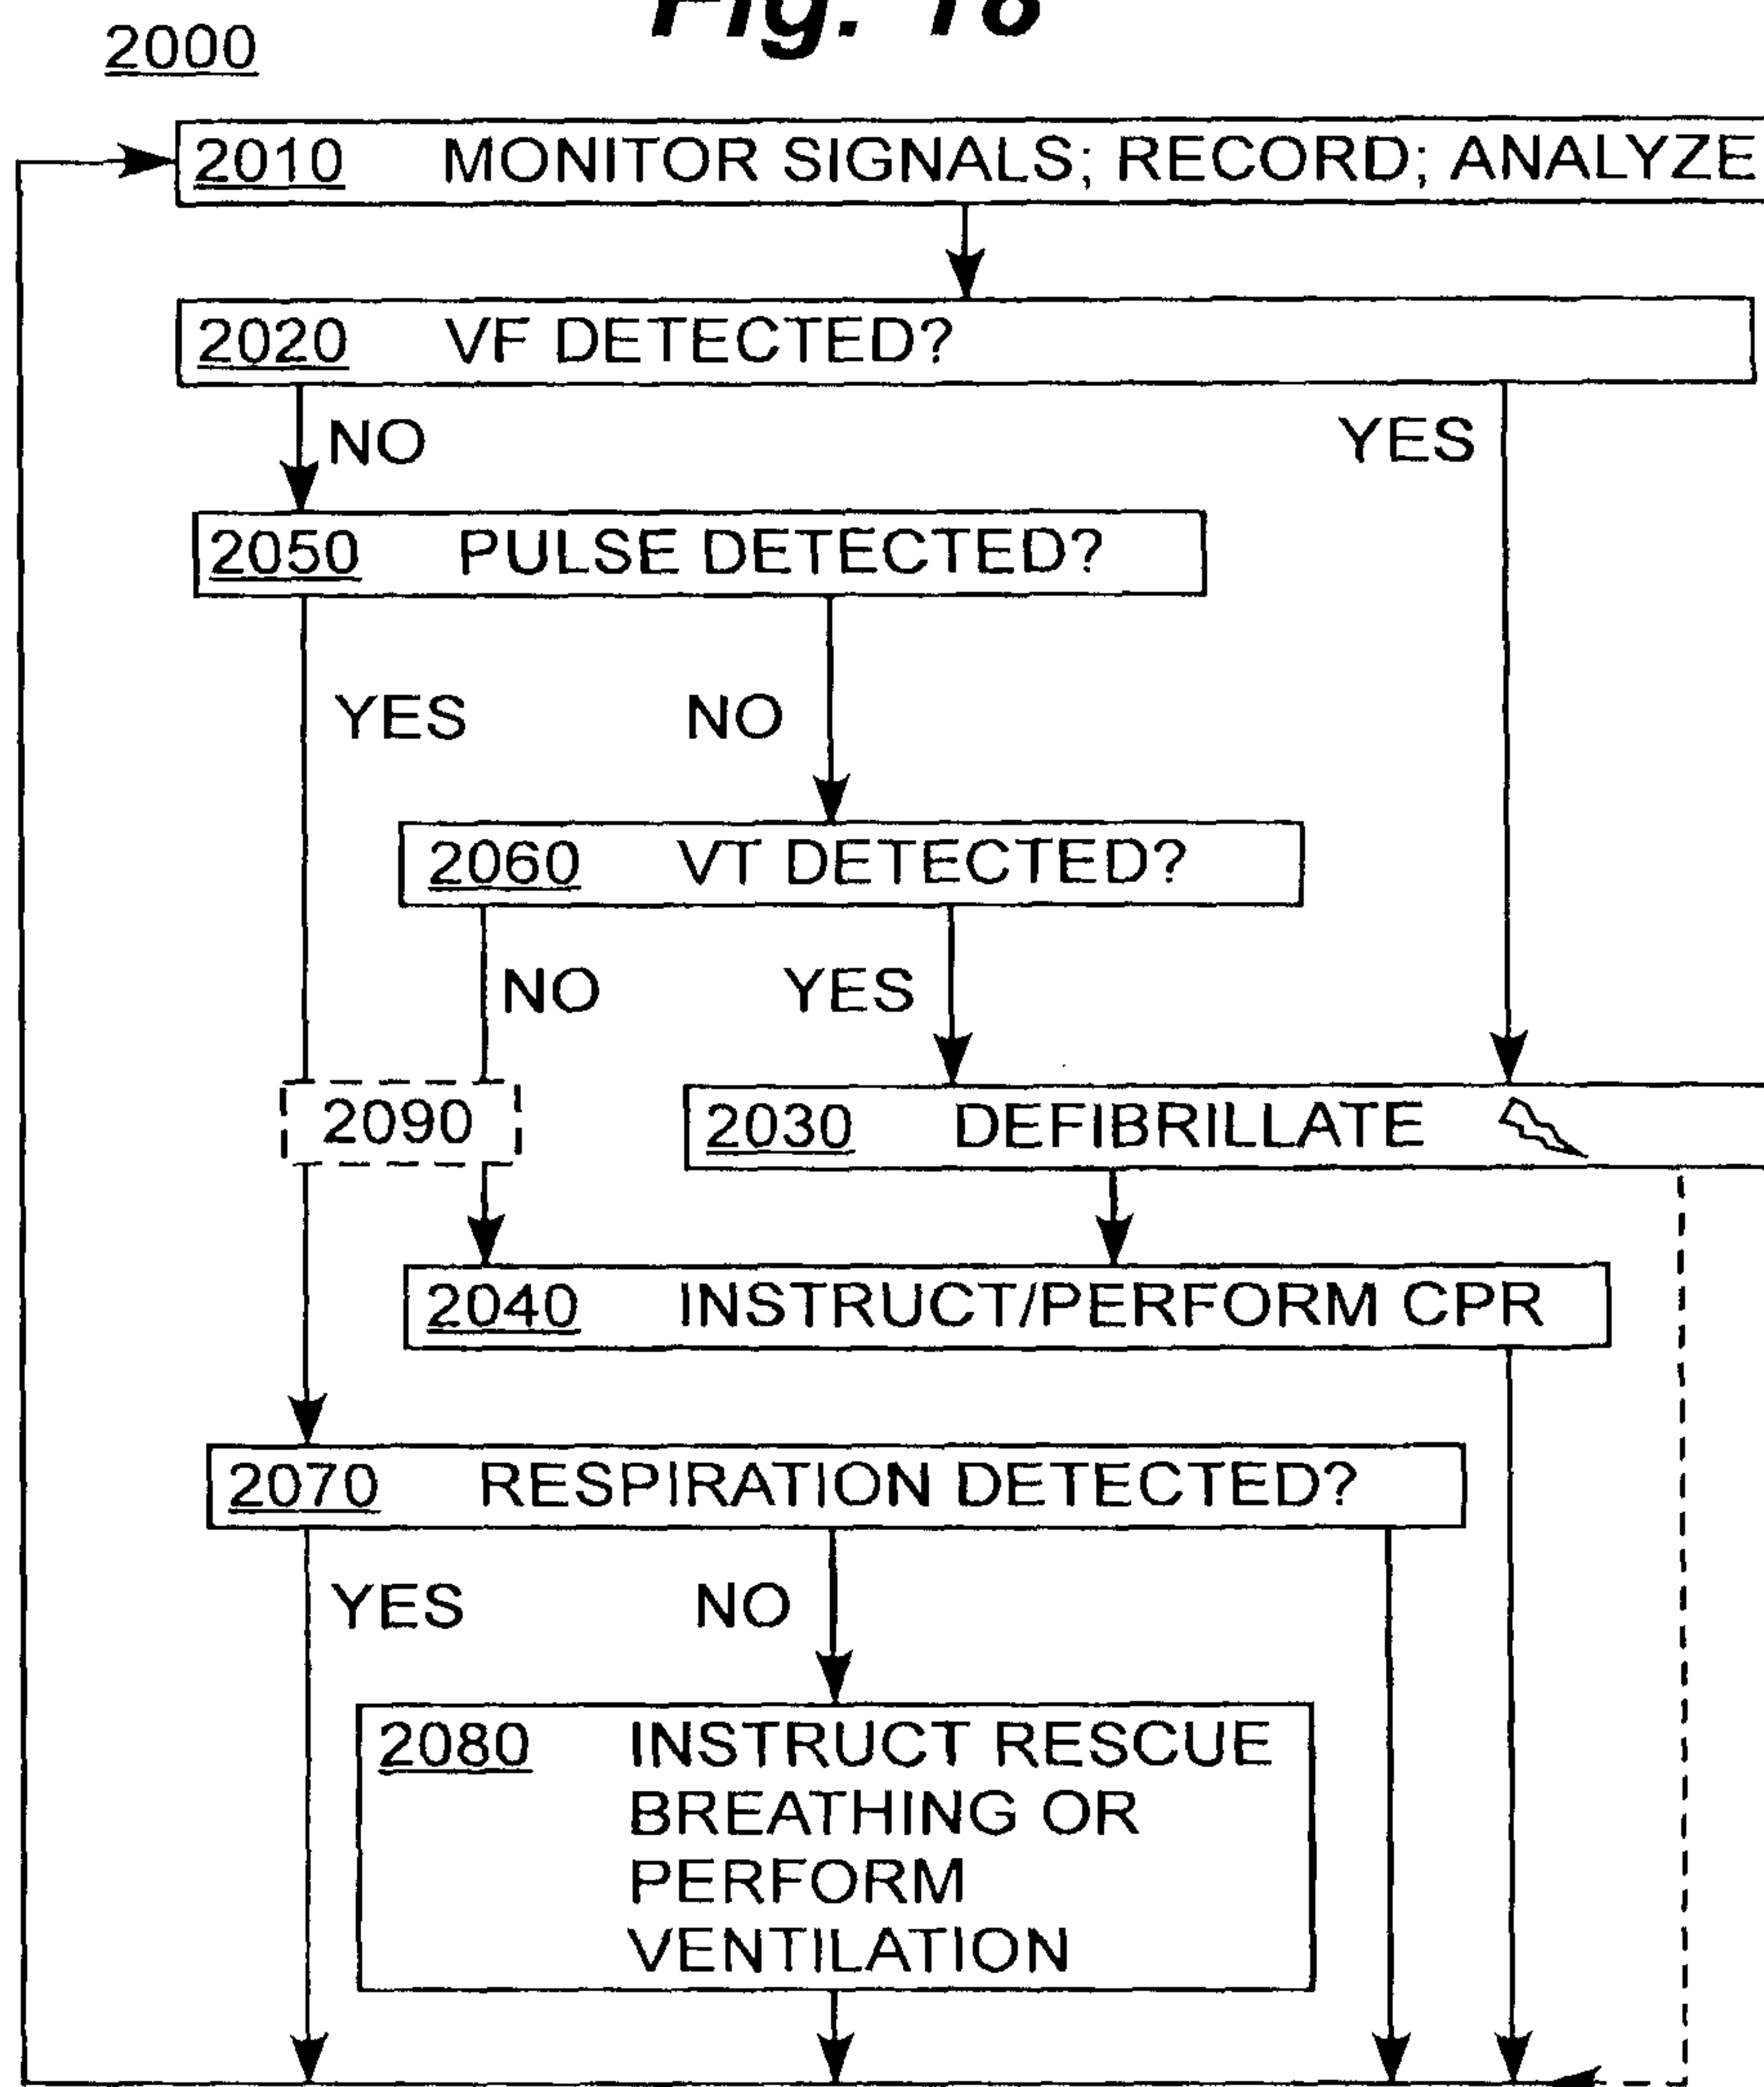 Fig. 18
2000
2010 MONITOR SIGNALS; RECORD; ANALYZE
2020 VF DETECTED?
NO YES
2050 PULSE DETECTED?
YES NO
2060 VT DETECTED?
NO YES
2090
2030 DEFIBRILLATE
2040 INSTRUCT/PERFORM CPR
2070 RESPIRATION DETECTED?
YES NO
2080 INSTRUCT RESCUE
BREATHING OR
PERFORM
VENTILATION